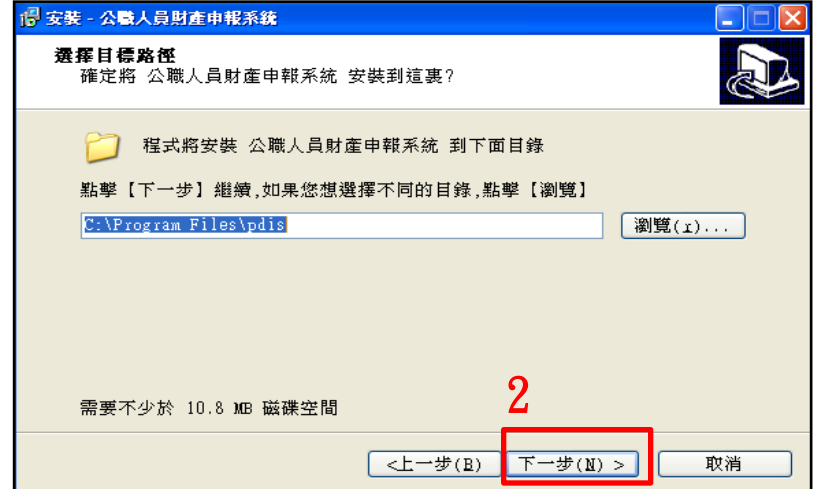 安裝 - 公職人員財產申報系統
選擇目標路徑
確定將 公職人員財產申報系統 安裝到這裏?
程式將安裝 公職人員財產申報系統 到下面目錄
點擊【下一步】繼續,如果您想選擇不同的目錄,點擊【瀏覽】
C:\Program Files\pdis
瀏覽(r)...
需要不少於 10.8 MB 磁碟空間
2
<上一步(B)
下一步(N) >
取消